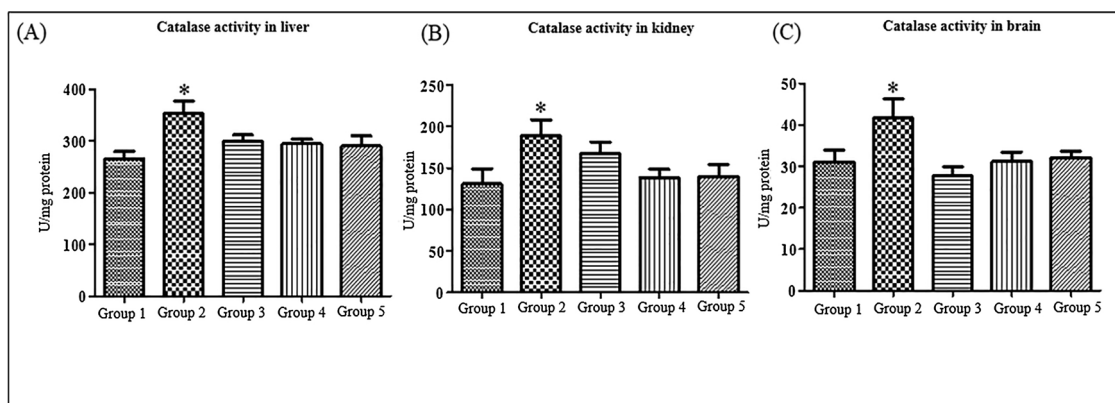 (A)
Catalase activity in liver
U/mg protein
400
300
200
100
0
*
Group 1 Group 2 Group 3 Group 4 Group 5
(B)
Catalase activity in kidney
U/mg protein
250
200
150
100
50
0
*
Group 1 Group 2 Group 3 Group 4 Group 5
(C)
Catalase activity in brain
U/mg protein
50
40
30
20
10
0
*
Group 1 Group 2 Group 3 Group 4 Group 5